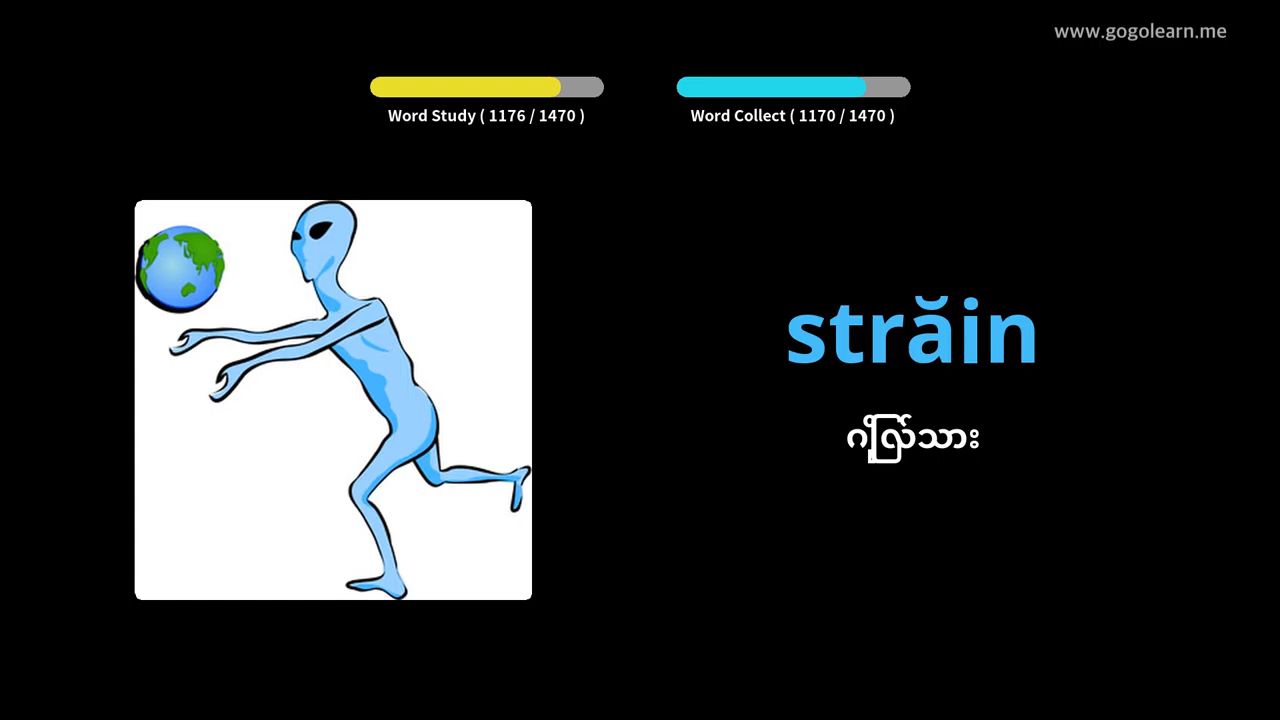 www.gogolearn.me
Word Study ( 1176 / 1470 )
Word Collect ( 1170 / 1470 )
străin
ဂြိုလ်သား